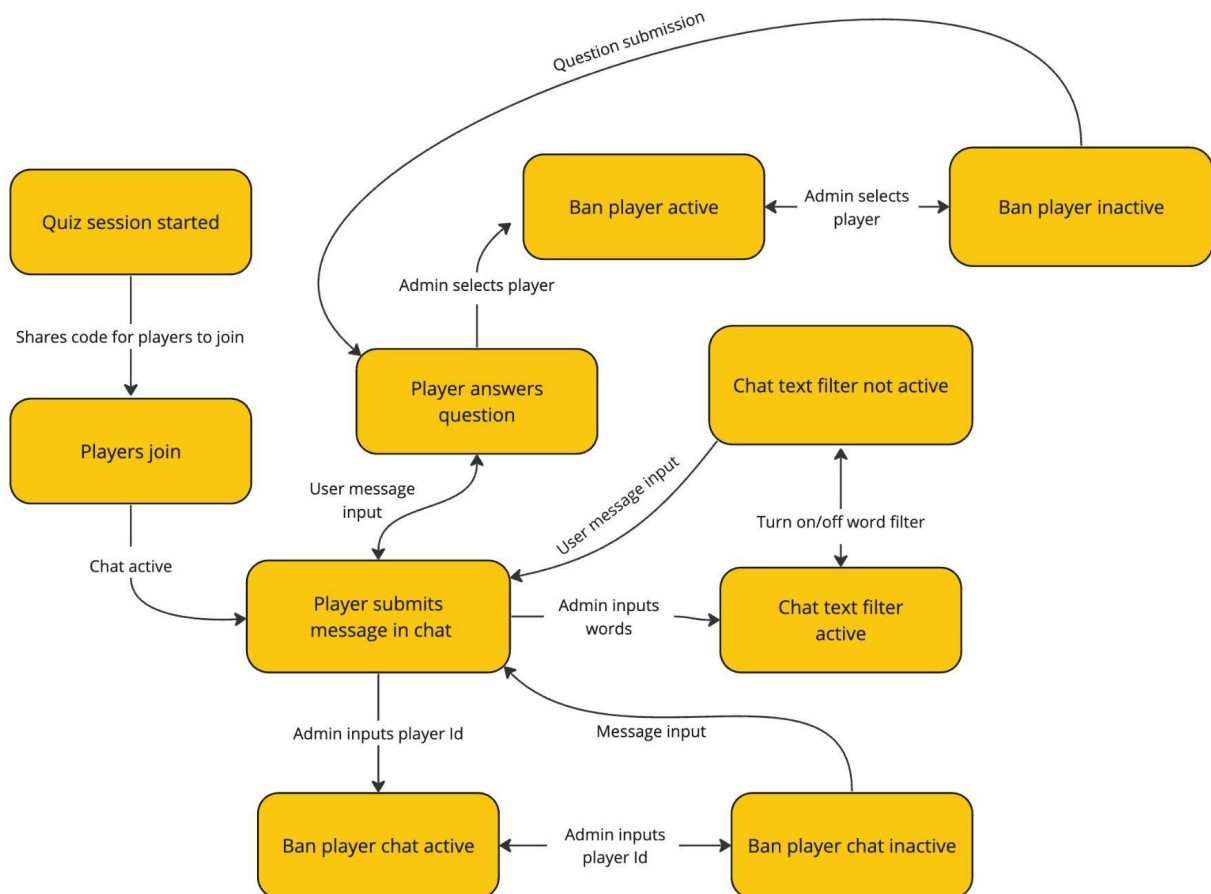 Question submission
Quiz session started
Ban player active
Admin selects
player
Ban player inactive
Admin selects player
Shares code for players to join
Player answers
question
Chat text filter not active
Players join
User message
input
User message input
Turn on/off word filter
Chat active
Player submits
message in chat
Admin inputs
words
Chat text filter
active
Admin inputs player Id
Message input
Ban player chat active
Admin inputs
player Id
Ban player chat inactive